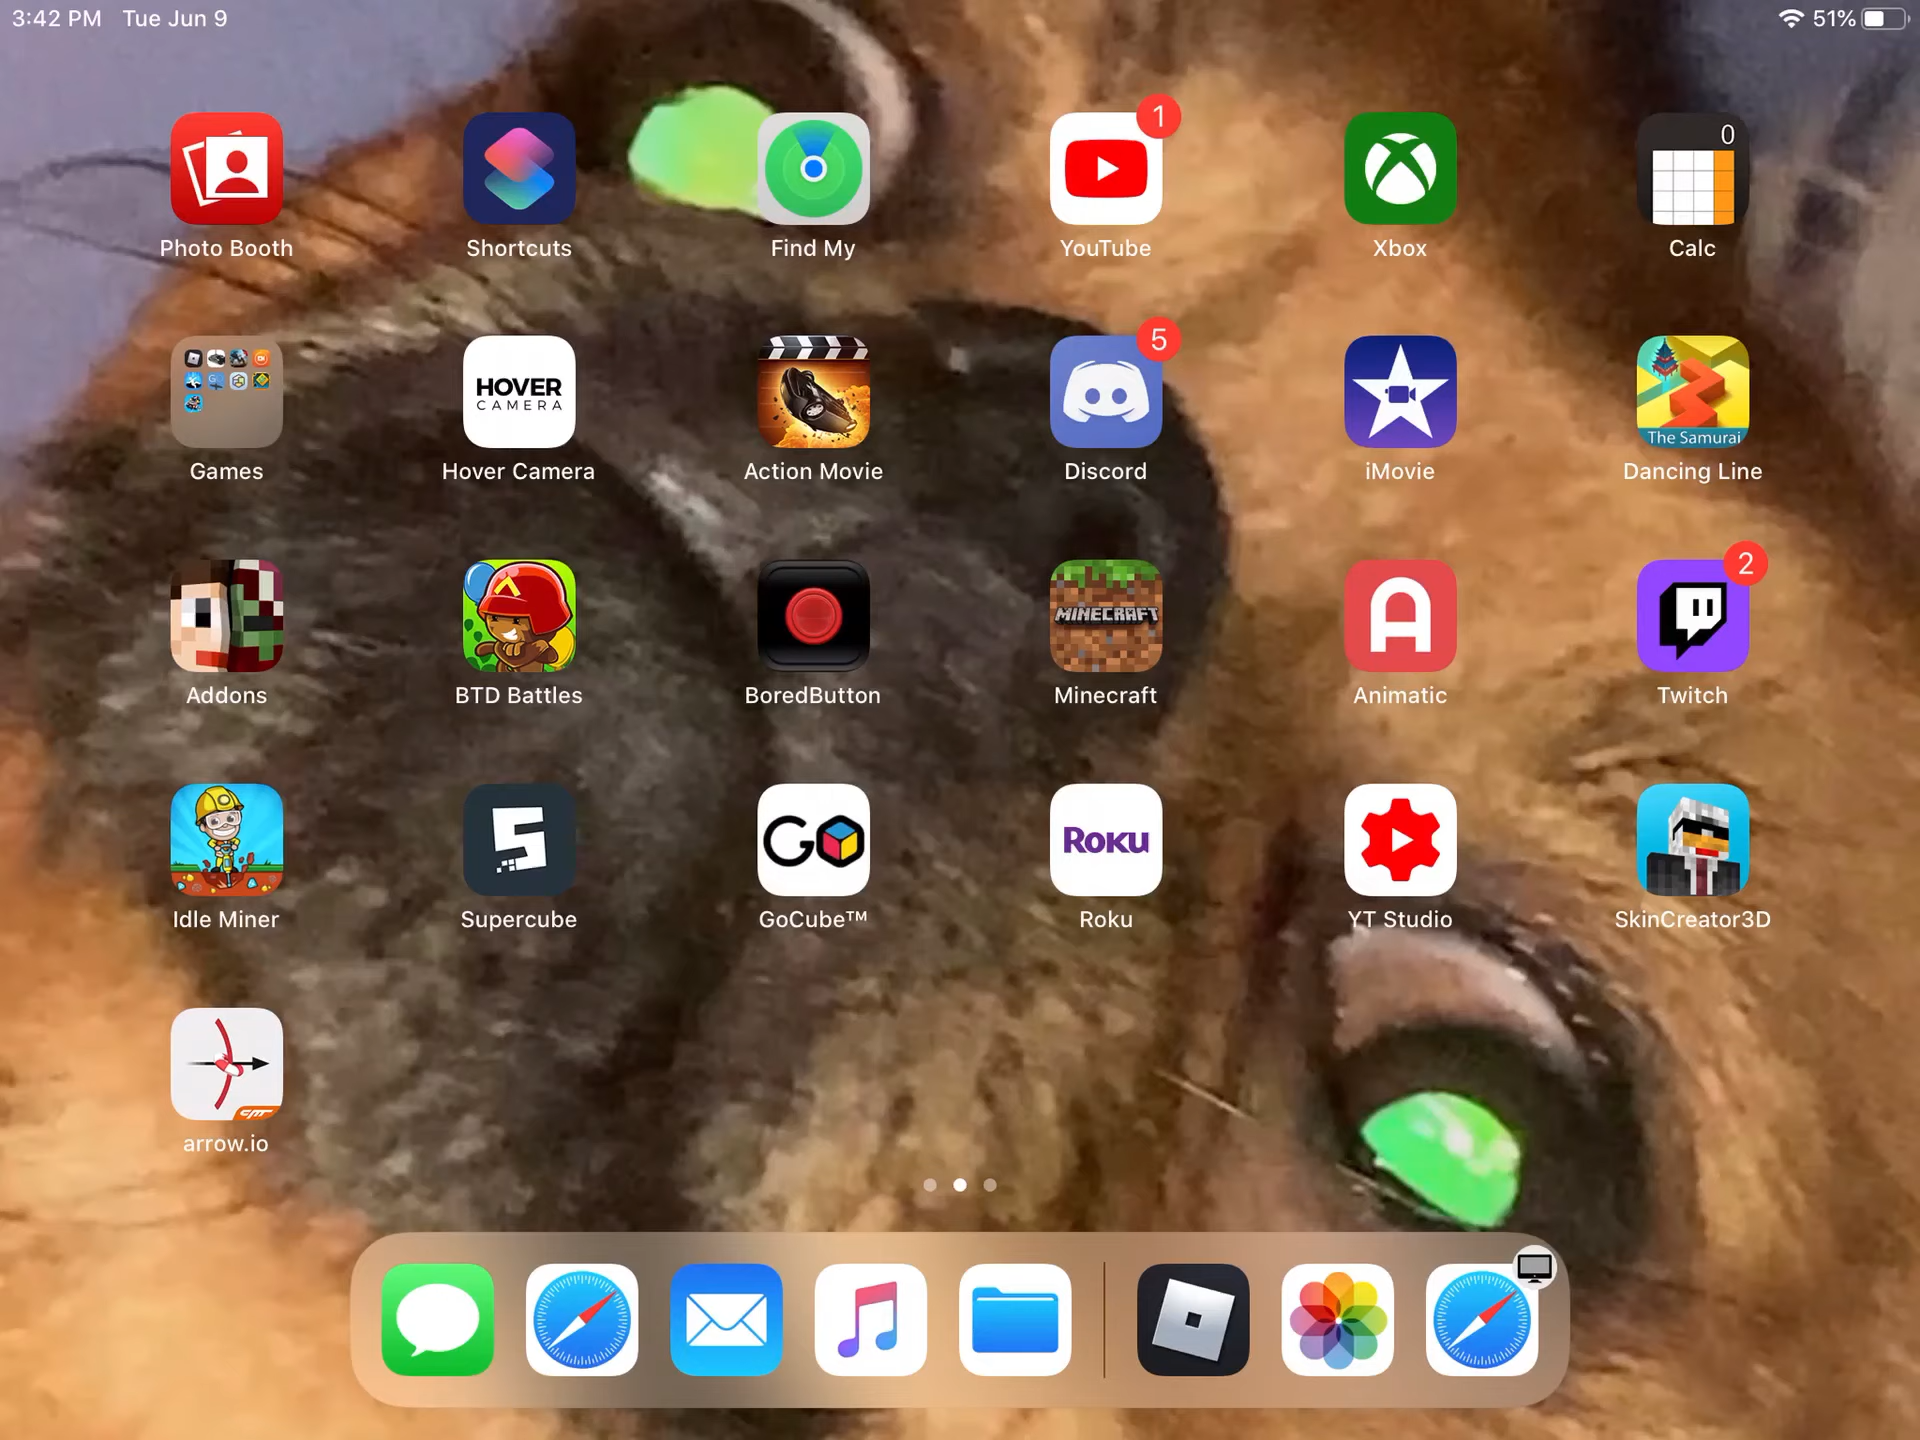 3:42 PM Tue Jun 9
51%
1
0
Photo Booth
Shortcuts
Find My
YouTube
Xbox
Calc
HOVER
CAMERA
5
The Samurai
Games
Hover Camera
Action Movie
Discord
iMovie
Dancing Line
MINECRAFT
A
2
Addons
BTD Battles
BoredButton
Minecraft
Animatic
Twitch
S
GO
ROKU
Idle Miner
Supercube
GoCube™
Roku
YT Studio
SkinCreator3D
arrow.io